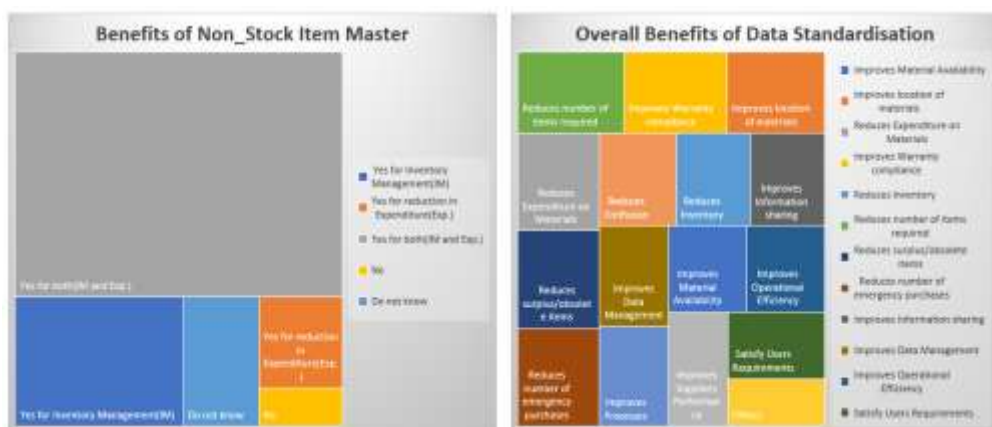 Benefits of Non_Stock Item Master
Yes for both(IM and Exp.)
Yes for Inventory Management(IM)
Do not know
Yes for reduction
in
Expenditure(Exp.
)
No
Yes for Inventory
Management(IM)
Yes for reduction in
Expenditure(Exp.)
Yes for both(IM and Exp.)
No
Do not know
Overall Benefits of Data Standardisation
Reduces number of
items required
Improves Warranty
compliance
Improves location
of materials
Reduces
Expenditure on
Materials
Reduces
Reduces
Inventory
Improves
Information
sharing
Reduces
surplus/obsolet
e items
Improves
Data
Management
Improves
Material
Availability
Improves
Operational
Efficiency
Reduces
number of
emergency
purchases
Improves
Processes
Improves
Suppliers
Performa
nce
Satisfy Users
Requirements
Improves Material Availability
Improves location of
materials
Reduces Expenditure on
Materials
Improves Warranty
compliance
Reduces Inventory
Reduces number of items
required
Reduces surplus/obsolete
items
Reduces number of
emergency purchases
Improves Information sharing
Improves Data Management
Improves Operational
Efficiency
Satisfy Users Requirements